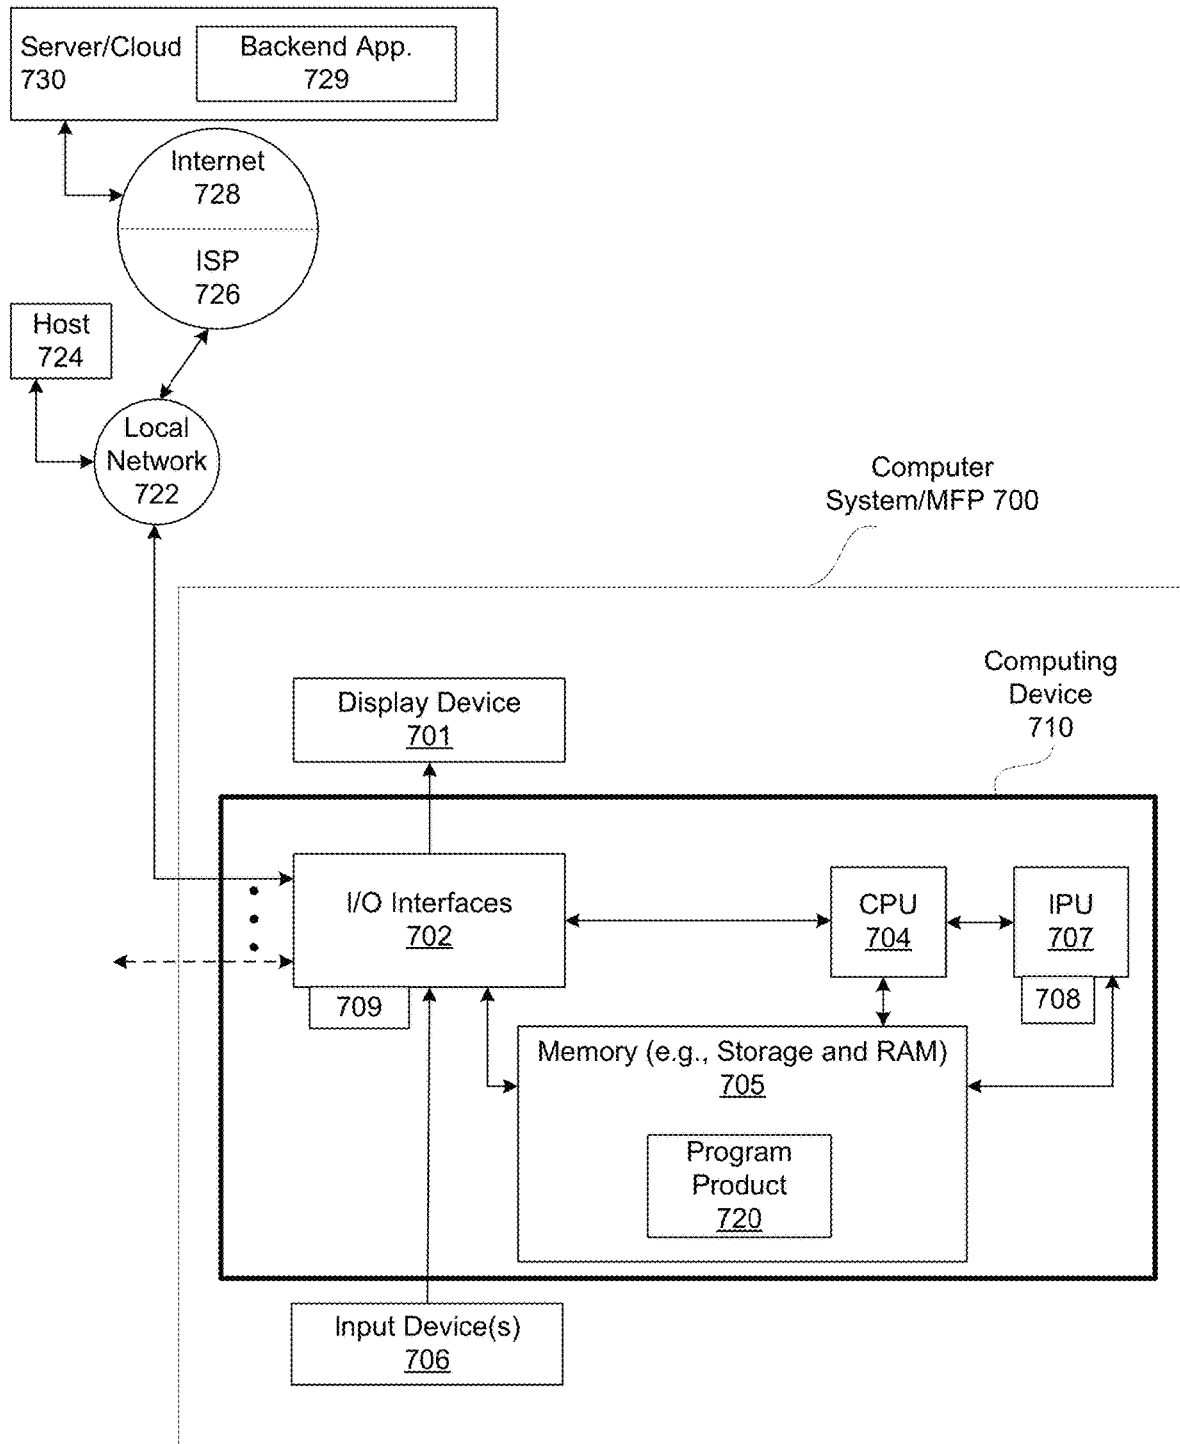 Server/Cloud
730
Backend App.
729
Internet
728
ISP
726
Host
724
Local
Network
722
Computer
System/MFP 700
Computing
Device
710
Display Device
701
I/O Interfaces
702
709
CPU
704
IPU
707
708
Memory (e.g., Storage and RAM)
705
Program
Product
720
Input Device(s)
706